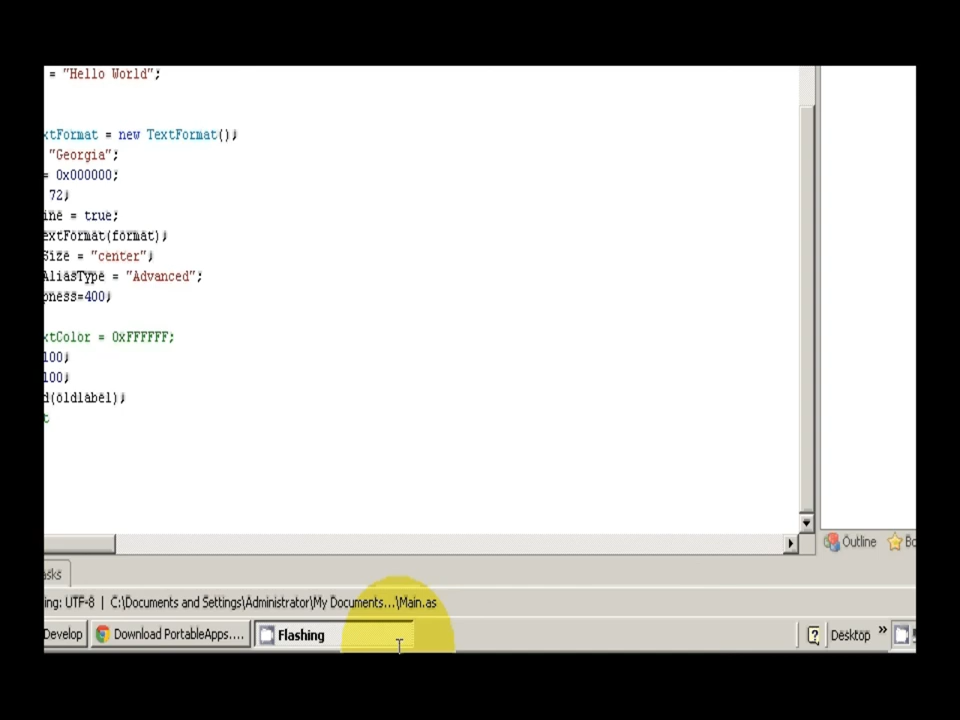 = "Hello World";
xtFormat = new TextFormat();
"Georgia";
= 0x000000;
72;
ine = true;
extFormat(format);
Size = "center";
AliasType = "Advanced";
pness=400;
xtColor = 0xFFFFFF;
100;
100;
d(oldlabel);
t
Outline Bo
asks
ing: UTF-8 | C:\Documents and Settings\Administrator\My Documents...\Main.as
Develop Download PortableApps.... Flashing Desktop »